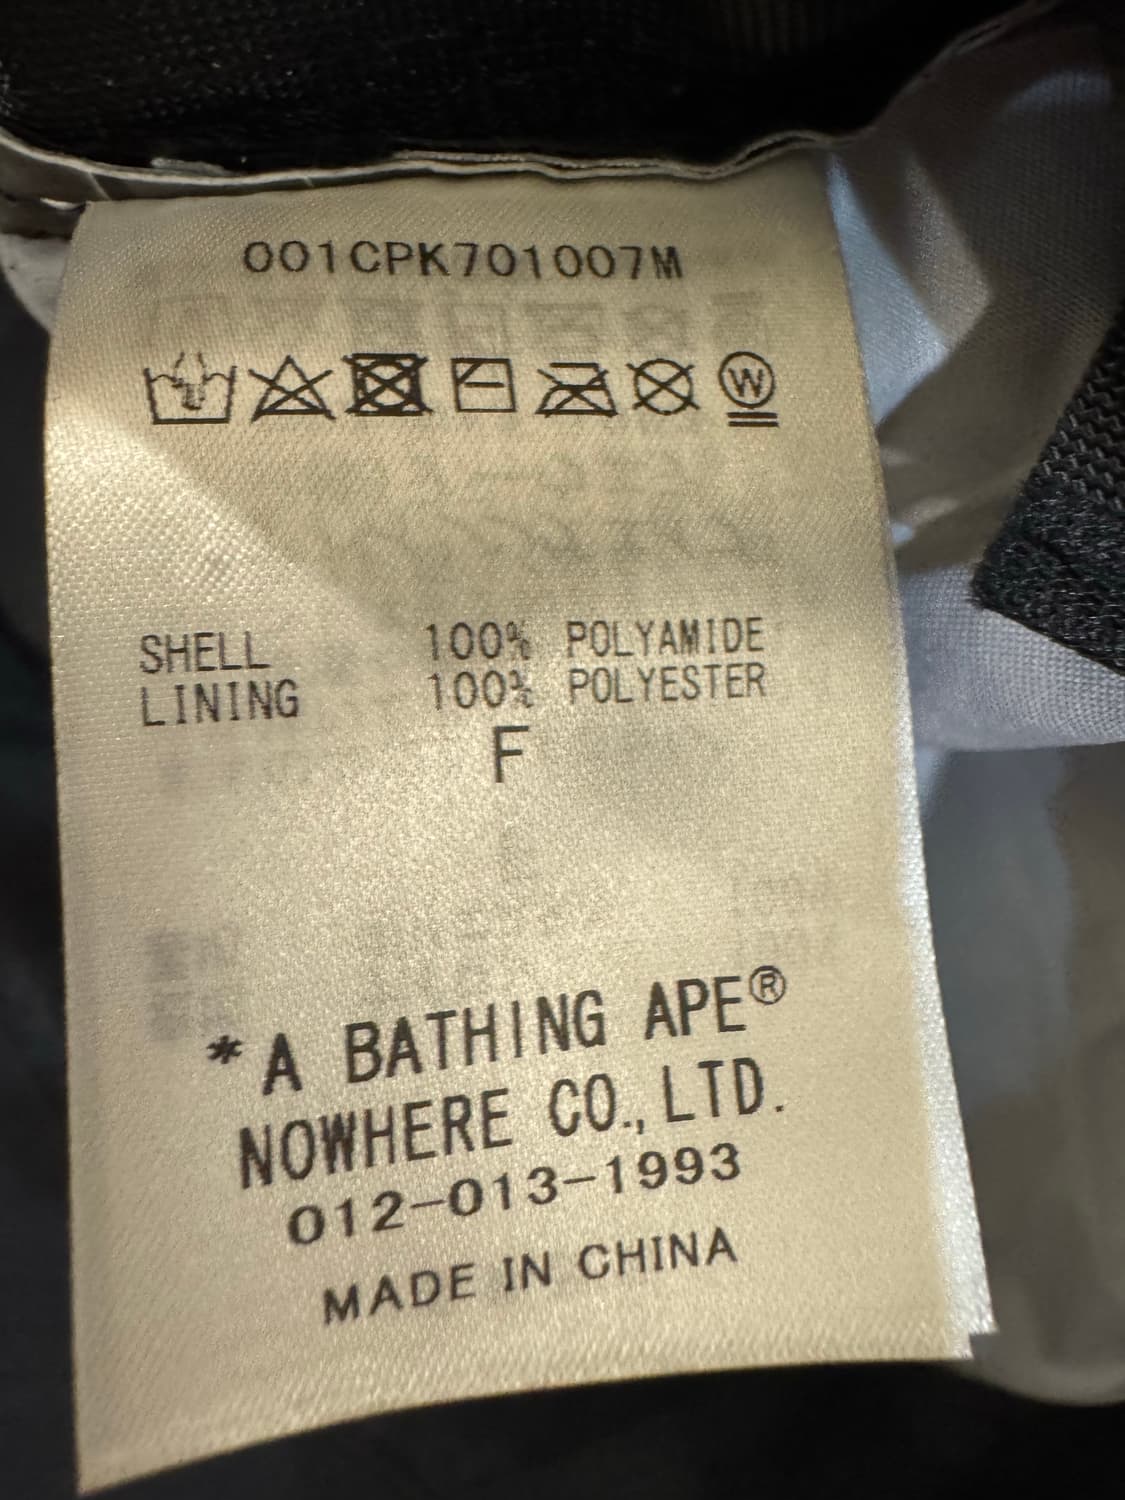 001CPK701007M
W
SHELL 100% POLYAMIDE
LINING 100% POLYESTER
F
*A BATHING APE®
NOWHERE CO., LTD.
012-013-1993
MADE IN CHINA